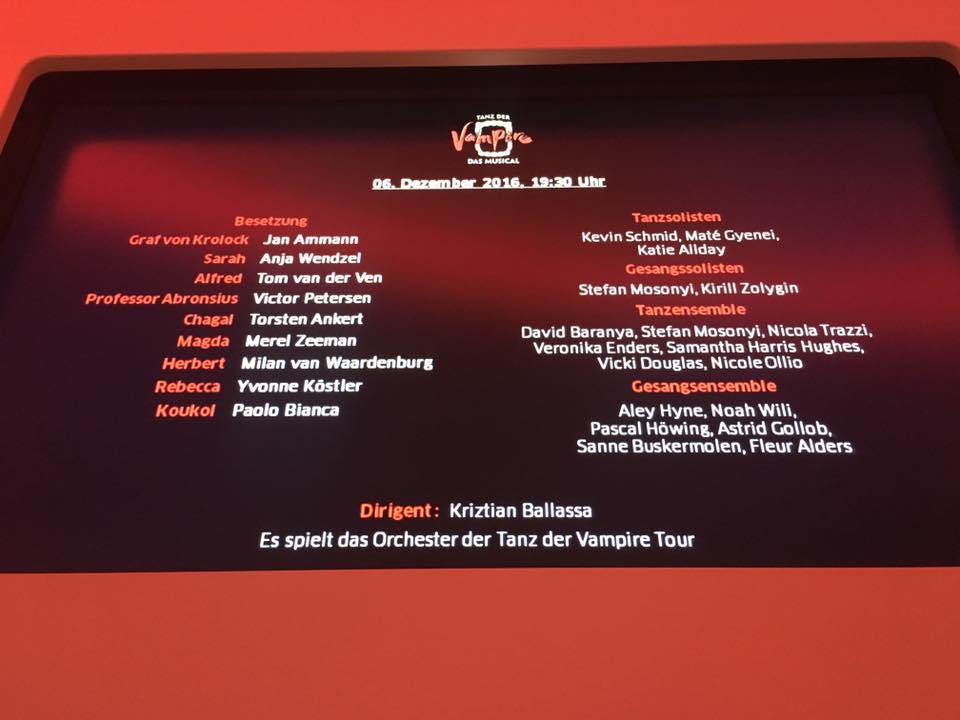 TANZ DER
Vampire
DAS MUSICAL
06. Dezember 2016, 19:30 Uhr
Besetzung
Graf von Krolock Jan Ammann
Sarah Anja Wendzel
Alfred Tom van der Ven
Professor Abronsius Victor Petersen
Chagal Torsten Ankert
Magda Merel Zeeman
Herbert Milan van Waardenburg
Rebecca Yvonne Köstler
Koukol Paolo Bianca
Tanzsolisten
Kevin Schmid, Maté Gyenei,
Katie Allday
Gesangssolisten
Stefan Mosonyi, Kirill Zolygin
Tanzensemble
David Baranya, Stefan Mosonyi, Nicola Trazzi,
Veronika Enders, Samantha Harris Hughes,
Vicki Douglas, Nicole Ollio
Gesangsensemble
Aley Hyne, Noah Wili,
Pascal Höwing, Astrid Gollob,
Sanne Buskermolen, Fleur Alders
Dirigent: Kriztian Ballassa
Es spielt das Orchester der Tanz der Vampire Tour